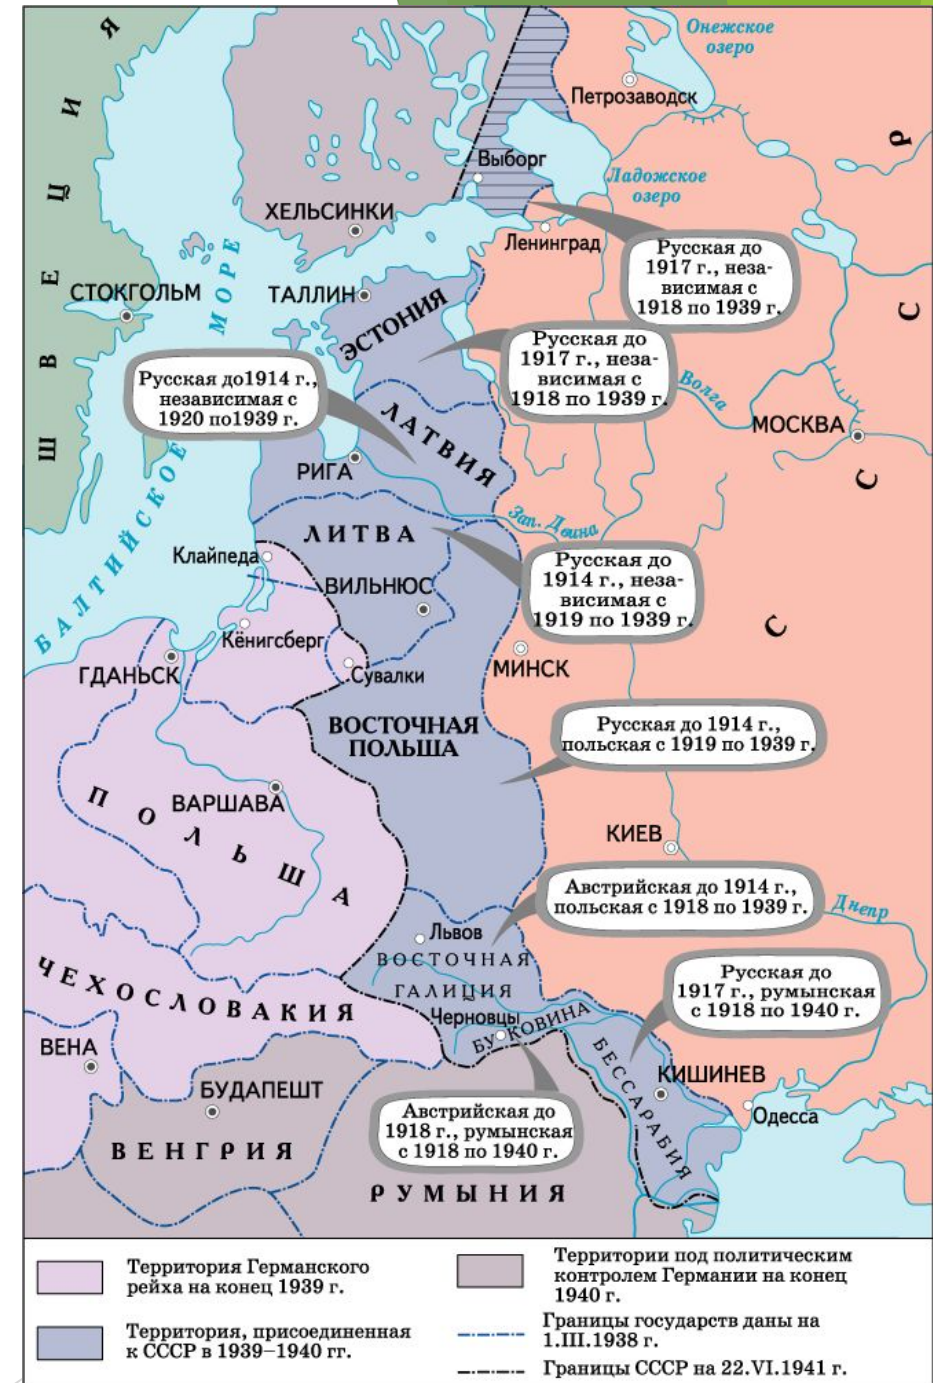 Онежское
озеро
Петрозаводск
Выборг
Ладожское
озеро
ХЕЛЬСИНКИ
Ленинград
Русская до
1917 г., неза-
висимая с
1918 по 1939 г.
ШВЕЦИЯ
СТОКГОЛЬМ
ТАЛЛИН
ЭСТОНИЯ
Русская до
1917 г., неза-
висимая с
1918 по 1939 г.
Волга
МОСКВА
СССР
Русская до1914 г.,
независимая с
1920 по1939 г.
ЛАТВИЯ
РИГА
БАЛТИЙСКОЕ МОРЕ
Зап. Двина
ЛИТВА
Клайпеда
ВИЛЬНЮС
Русская до
1914 г., неза-
висимая с
1919 по 1939 г.
Кёнигсберг
ГДАНЬСК
Сувалки
МИНСК
ВОСТОЧНАЯ
ПОЛЬША
Русская до 1914 г.,
польская с 1919 по 1939 г.
ПОЛЬША
ВАРШАВА
КИЕВ
Австрийская до 1914 г.,
польская с 1918 по 1939 г.
Днепр
Львов
ВОСТОЧНАЯ
ГАЛИЦИЯ
ЧЕХОСЛОВАКИЯ
Русская до
1917 г., румынская
с 1918 по 1940 г.
Черновцы
БУКОВИНА
БЕССАРАБИЯ
ВЕНА
БУДАПЕШТ
КИШИНЕВ
Одесса
Австрийская до
1918 г., румынская
с 1918 по 1940 г.
ВЕНГРИЯ
РУМЫНИЯ
Территория Германского
рейха на конец 1939 г.
Территория, присоединенная
к СССР в 1939–1940 гг.
Территории под политическим
контролем Германии на конец
1940 г.
Границы государств даны на
1.III.1938 г.
Границы СССР на 22.VI.1941 г.